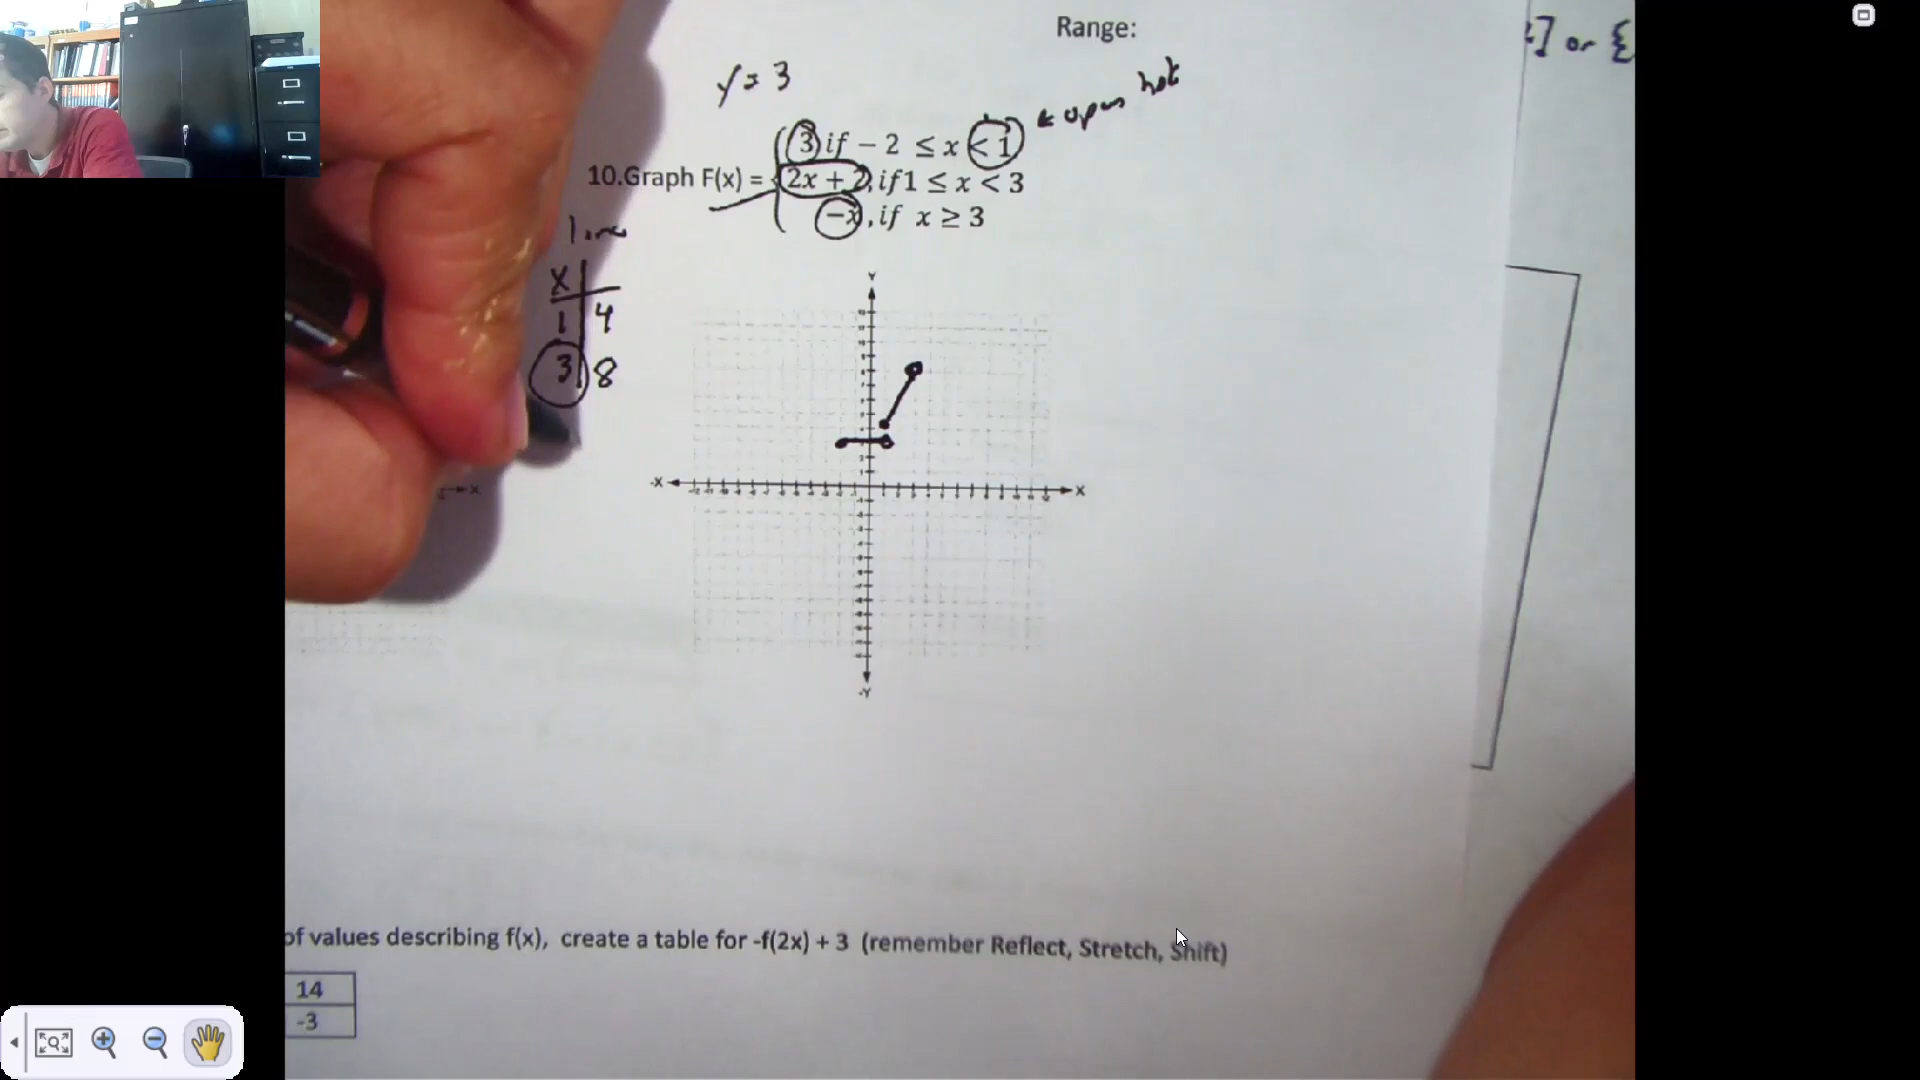 Range:
] or {
y = 3
3 if − 2 ≤ x < 1 ← open hol
10.Graph F(x) = { 2x + 2, if 1 ≤ x < 3
−x, if x ≥ 3
line
X
1 4
3 8
Y
-X X
X
-Y
of values describing f(x), create a table for -f(2x) + 3 (remember Reflect, Stretch, Shift)
14
-3